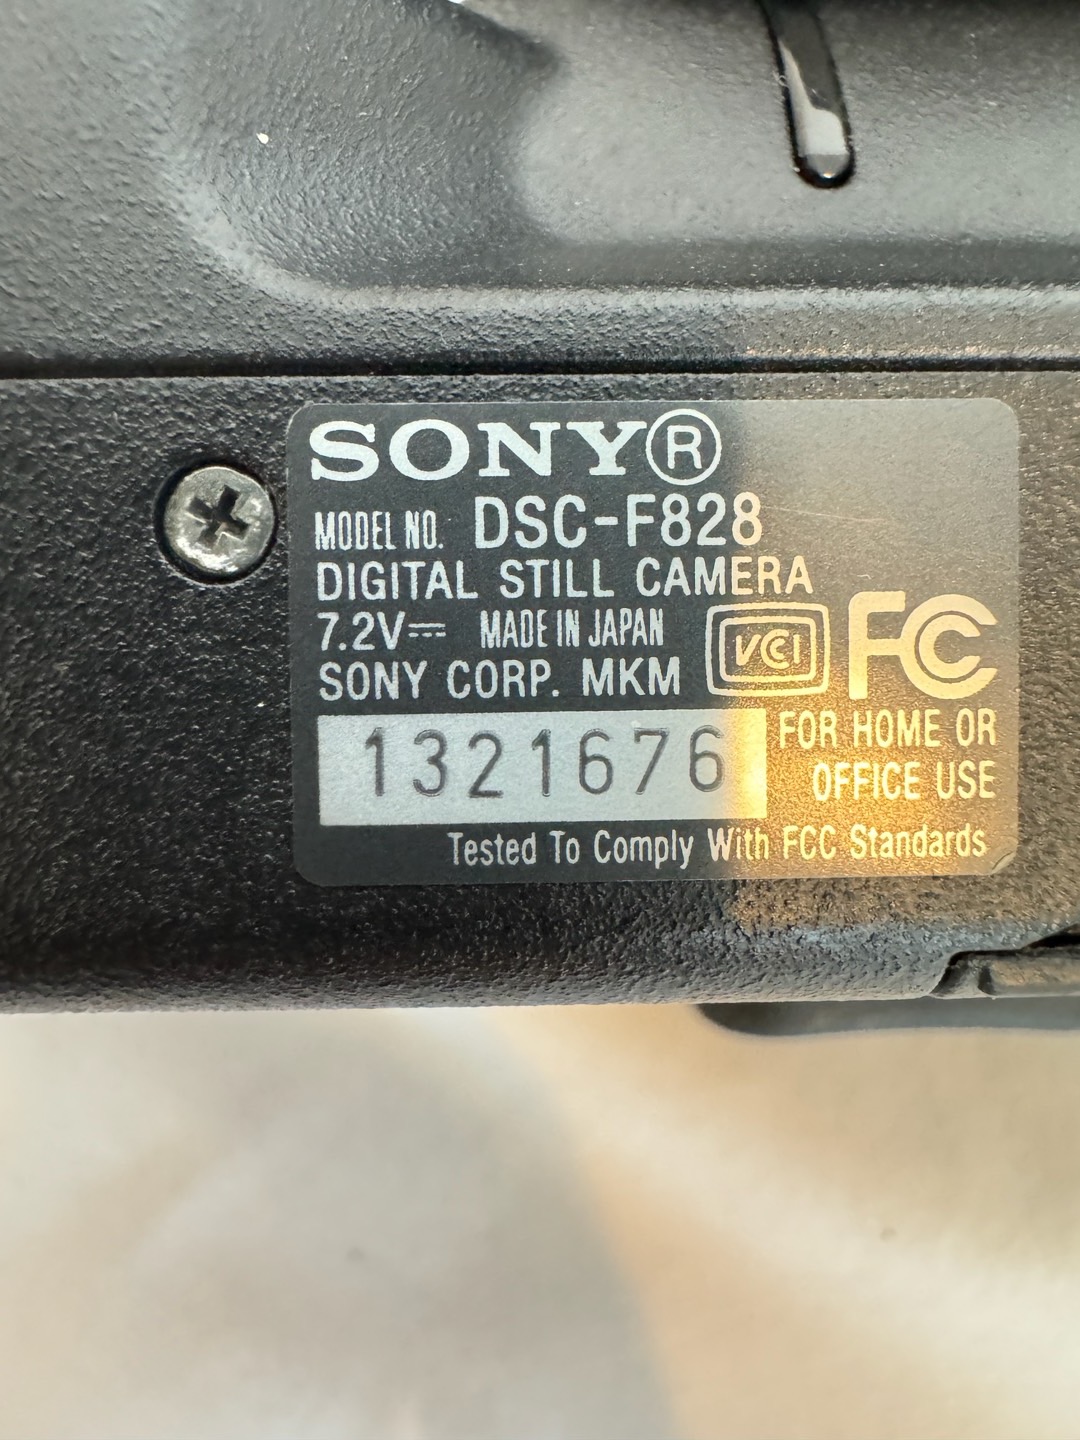 SONY®
MODEL NO. DSC-F828
DIGITAL STILL CAMERA
7.2V⎓ MADE IN JAPAN
SONY CORP. MKM
VCCI FC
1321676
FOR HOME OR
OFFICE USE
Tested To Comply With FCC Standards